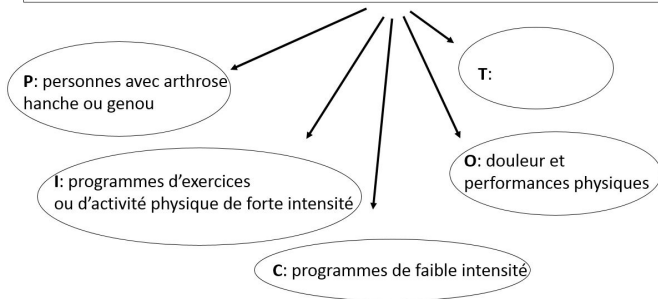 P: personnes avec arthrose
hanche ou genou
T:
I: programmes d’exercices
ou d’activité physique de forte intensité
O: douleur et
performances physiques
C: programmes de faible intensité